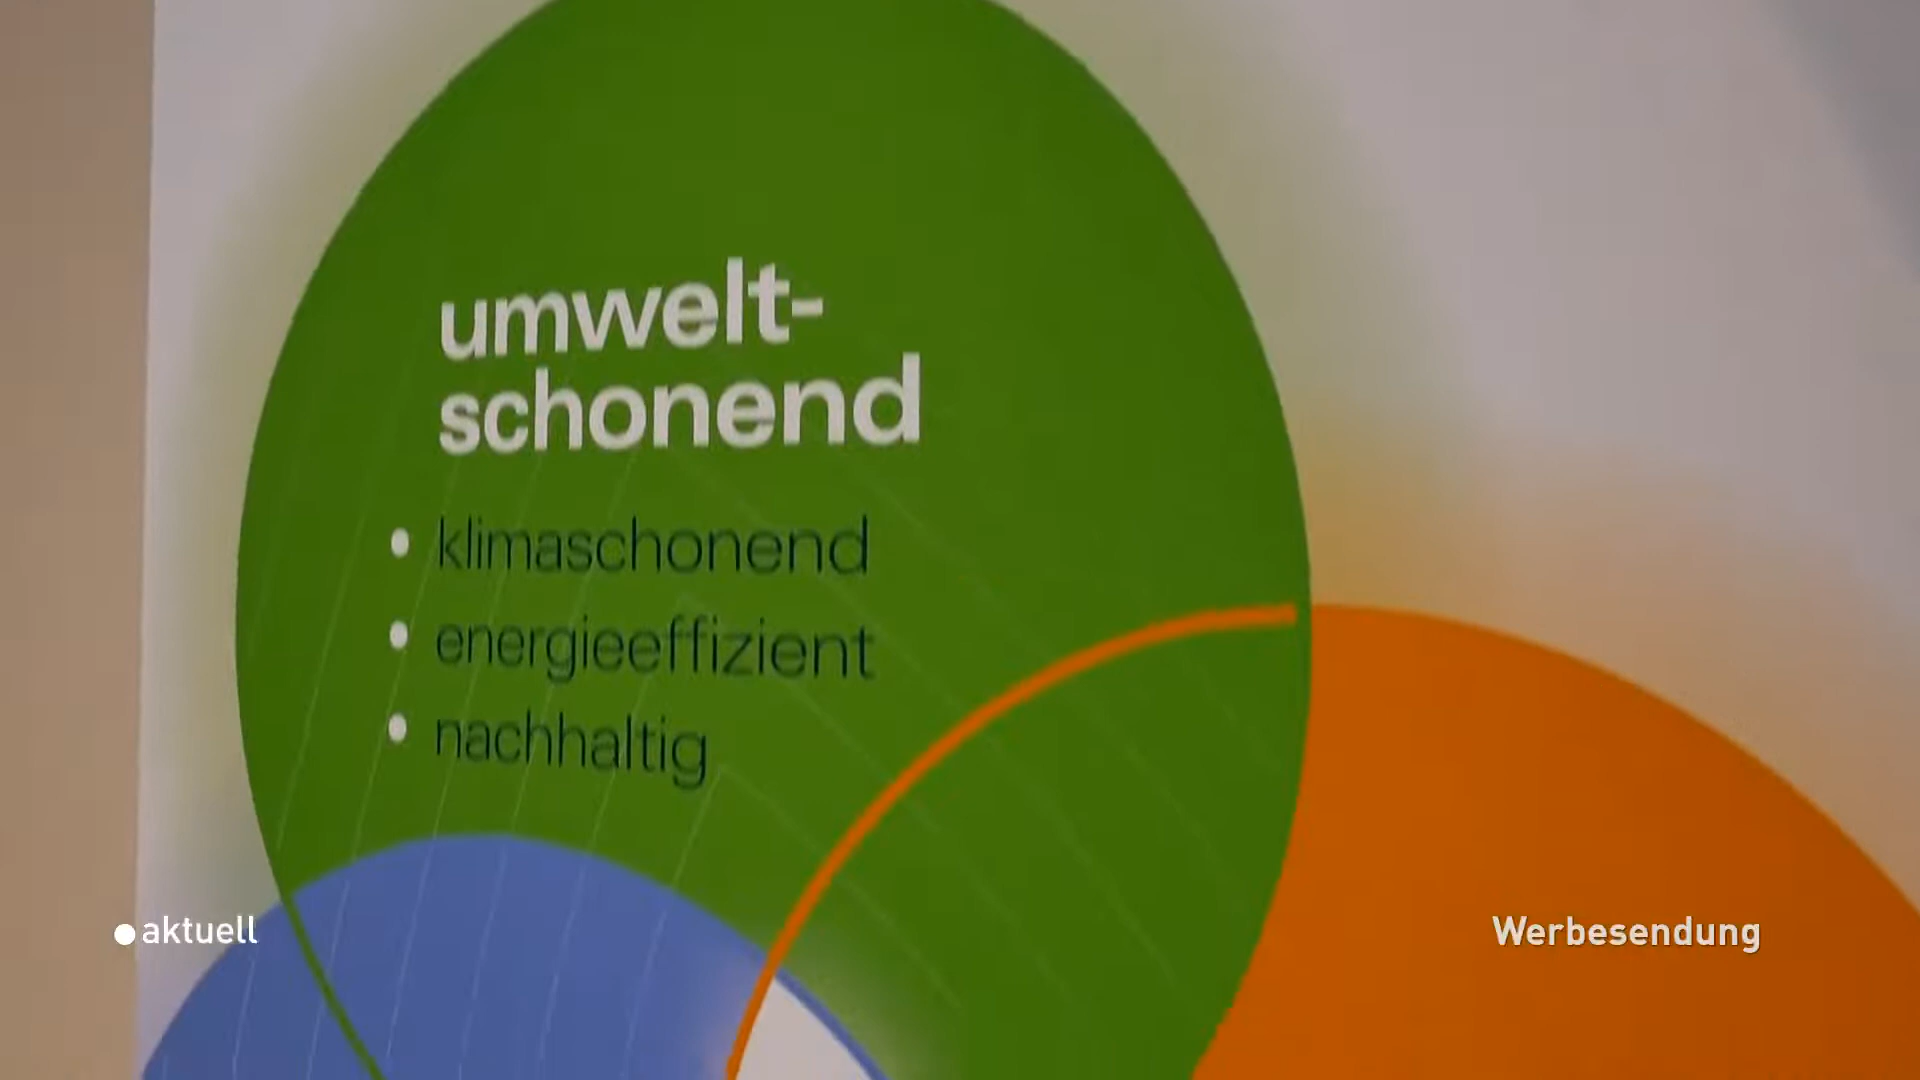 umwelt-
schonend
• klimaschonend
• energieeffizient
• nachhaltig
aktuell
Werbesendung